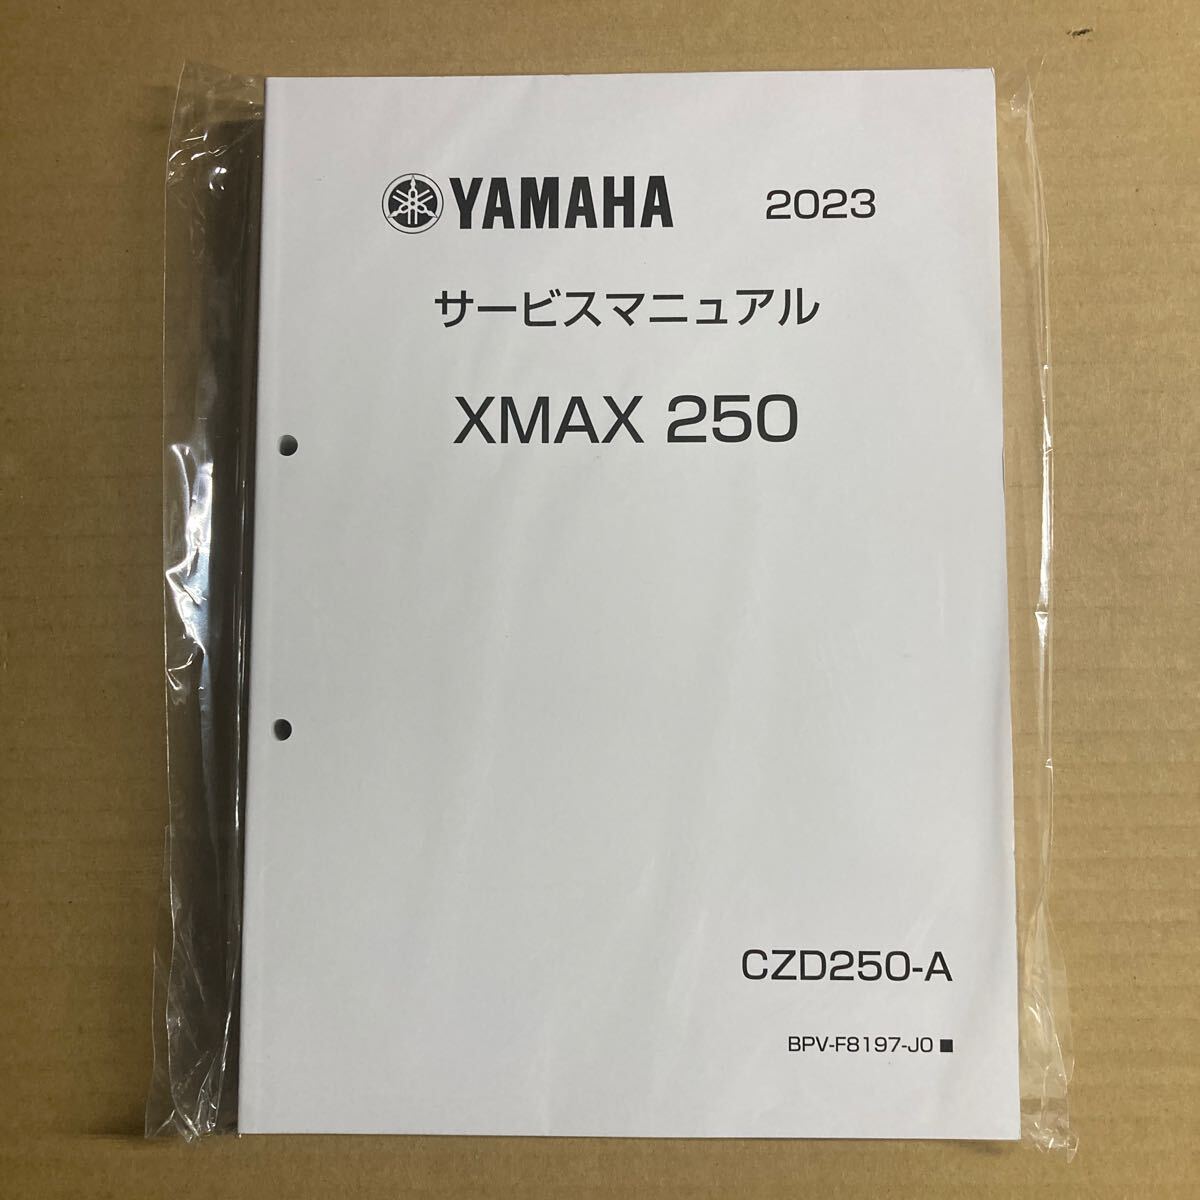 YAMAHA 2023
サービスマニュアル
XMAX 250
CZD250-A
BPV-F8197-J0 ■